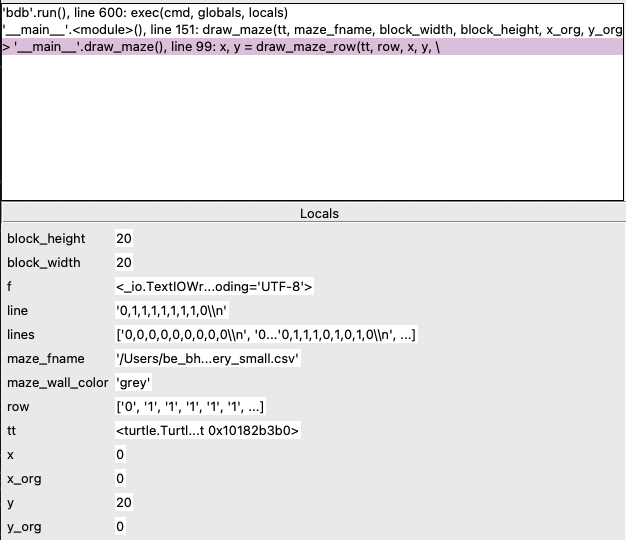 'bdb'.run(), line 600: exec(cmd, globals, locals)
'__main__'.<module>(), line 151: draw_maze(tt, maze_fname, block_width, block_height, x_org, y_org
> '__main__'.draw_maze(), line 99: x, y = draw_maze_row(tt, row, x, y, \
Locals
block_height 20
block_width 20
f <_io.TextIOWr...oding='UTF-8'>
line '0,1,1,1,1,1,1,1,0\\n'
lines ['0,0,0,0,0,0,0,0,0\\n', '0...'0,1,1,1,0,1,0,1,0\\n', ...]
maze_fname '/Users/be_bh...ery_small.csv'
maze_wall_color 'grey'
row ['0', '1', '1', '1', '1', '1', ...]
tt <turtle.Turtl...t 0x10182b3b0>
x 0
x_org 0
y 20
y_org 0